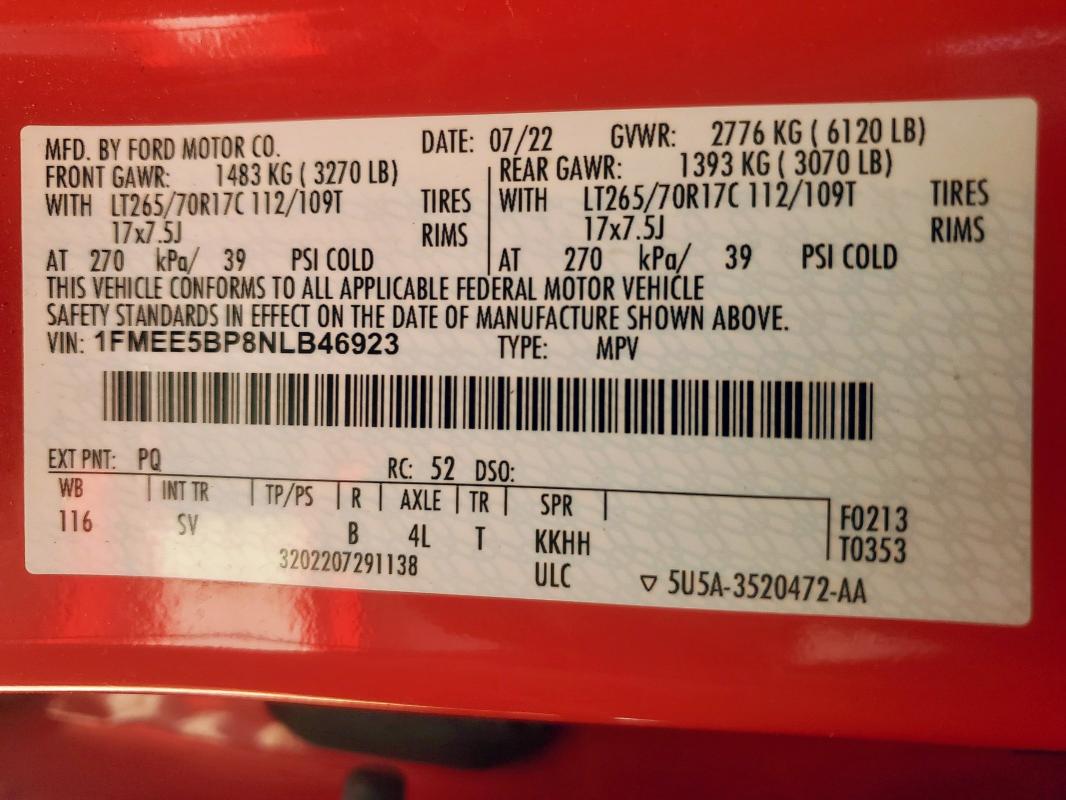 MFD. BY FORD MOTOR CO. DATE: 07/22 GVWR: 2776 KG ( 6120 LB)
FRONT GAWR: 1483 KG ( 3270 LB) REAR GAWR: 1393 KG ( 3070 LB)
WITH LT265/70R17C 112/109T TIRES WITH LT265/70R17C 112/109T TIRES
17x7.5J RIMS 17x7.5J RIMS
AT 270 kPa/ 39 PSI COLD AT 270 kPa/ 39 PSI COLD
THIS VEHICLE CONFORMS TO ALL APPLICABLE FEDERAL MOTOR VEHICLE
SAFETY STANDARDS IN EFFECT ON THE DATE OF MANUFACTURE SHOWN ABOVE.
VIN: 1FMEE5BP8NLB46923 TYPE: MPV
EXT PNT: PQ RC: 52 DSO:
WB INT TR TP/PS R AXLE TR SPR
116 SV B 4L T KKHH
F0213
T0353
3202207291138 ULC ▽ 5U5A-3520472-AA